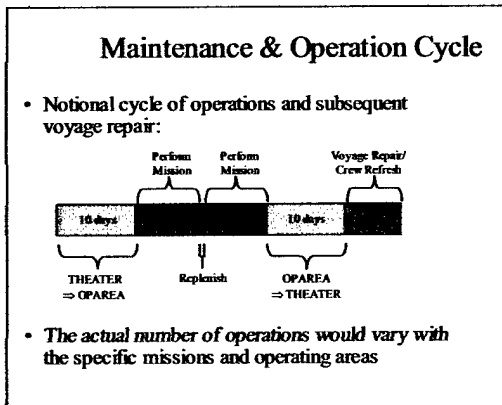 Maintenance & Operation Cycle
• Notional cycle of operations and subsequent
voyage repair:
Perform Mission
Perform Mission
Voyage Repair/
Crew Refresh
10 days
10 days
THEATER
⇒ OPAREA
Replenish
OPAREA
⇒ THEATER
• The actual number of operations would vary with
the specific missions and operating areas